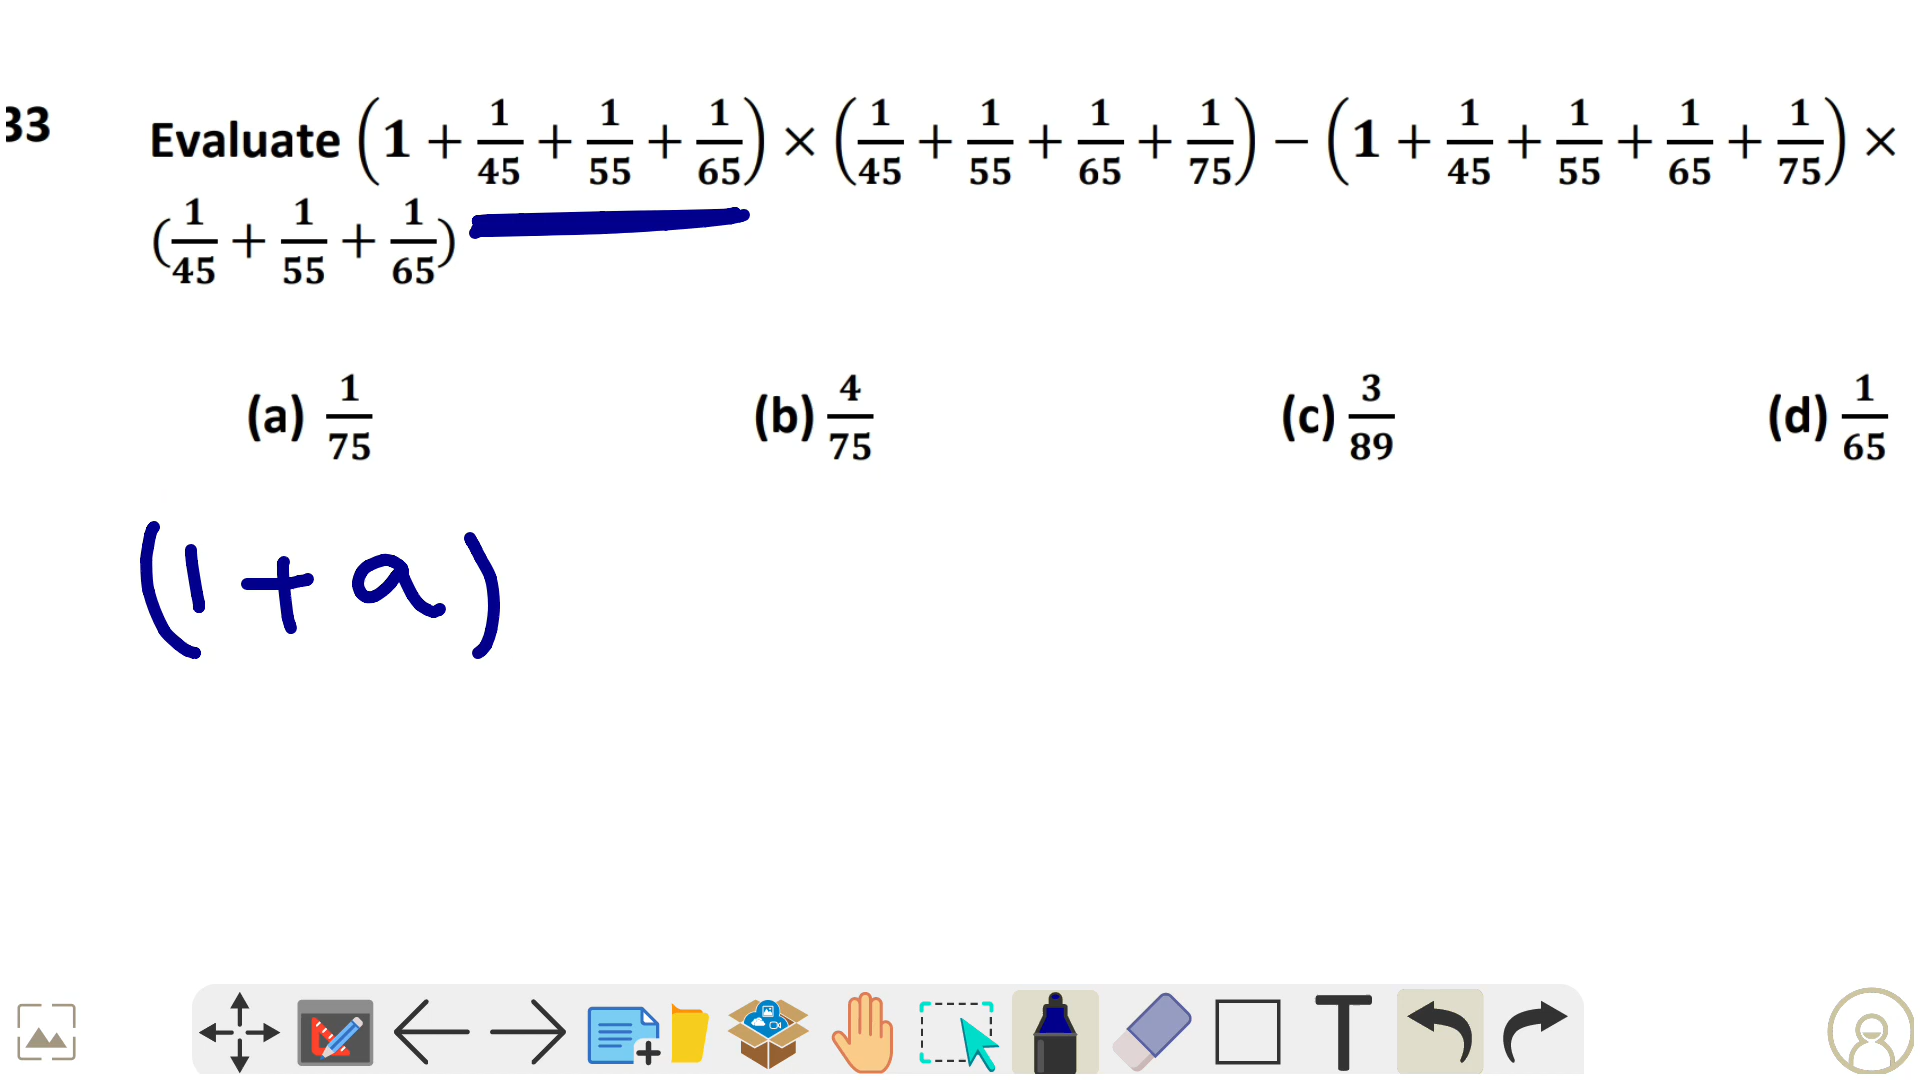 33 Evaluate (1 + 1/45 + 1/55 + 1/65) × (1/45 + 1/55 + 1/65 + 1/75) − (1 + 1/45 + 1/55 + 1/65 + 1/75) ×
(1/45 + 1/55 + 1/65)
(a) 1/75 (b) 4/75 (c) 3/89 (d) 1/65
(1 + a)